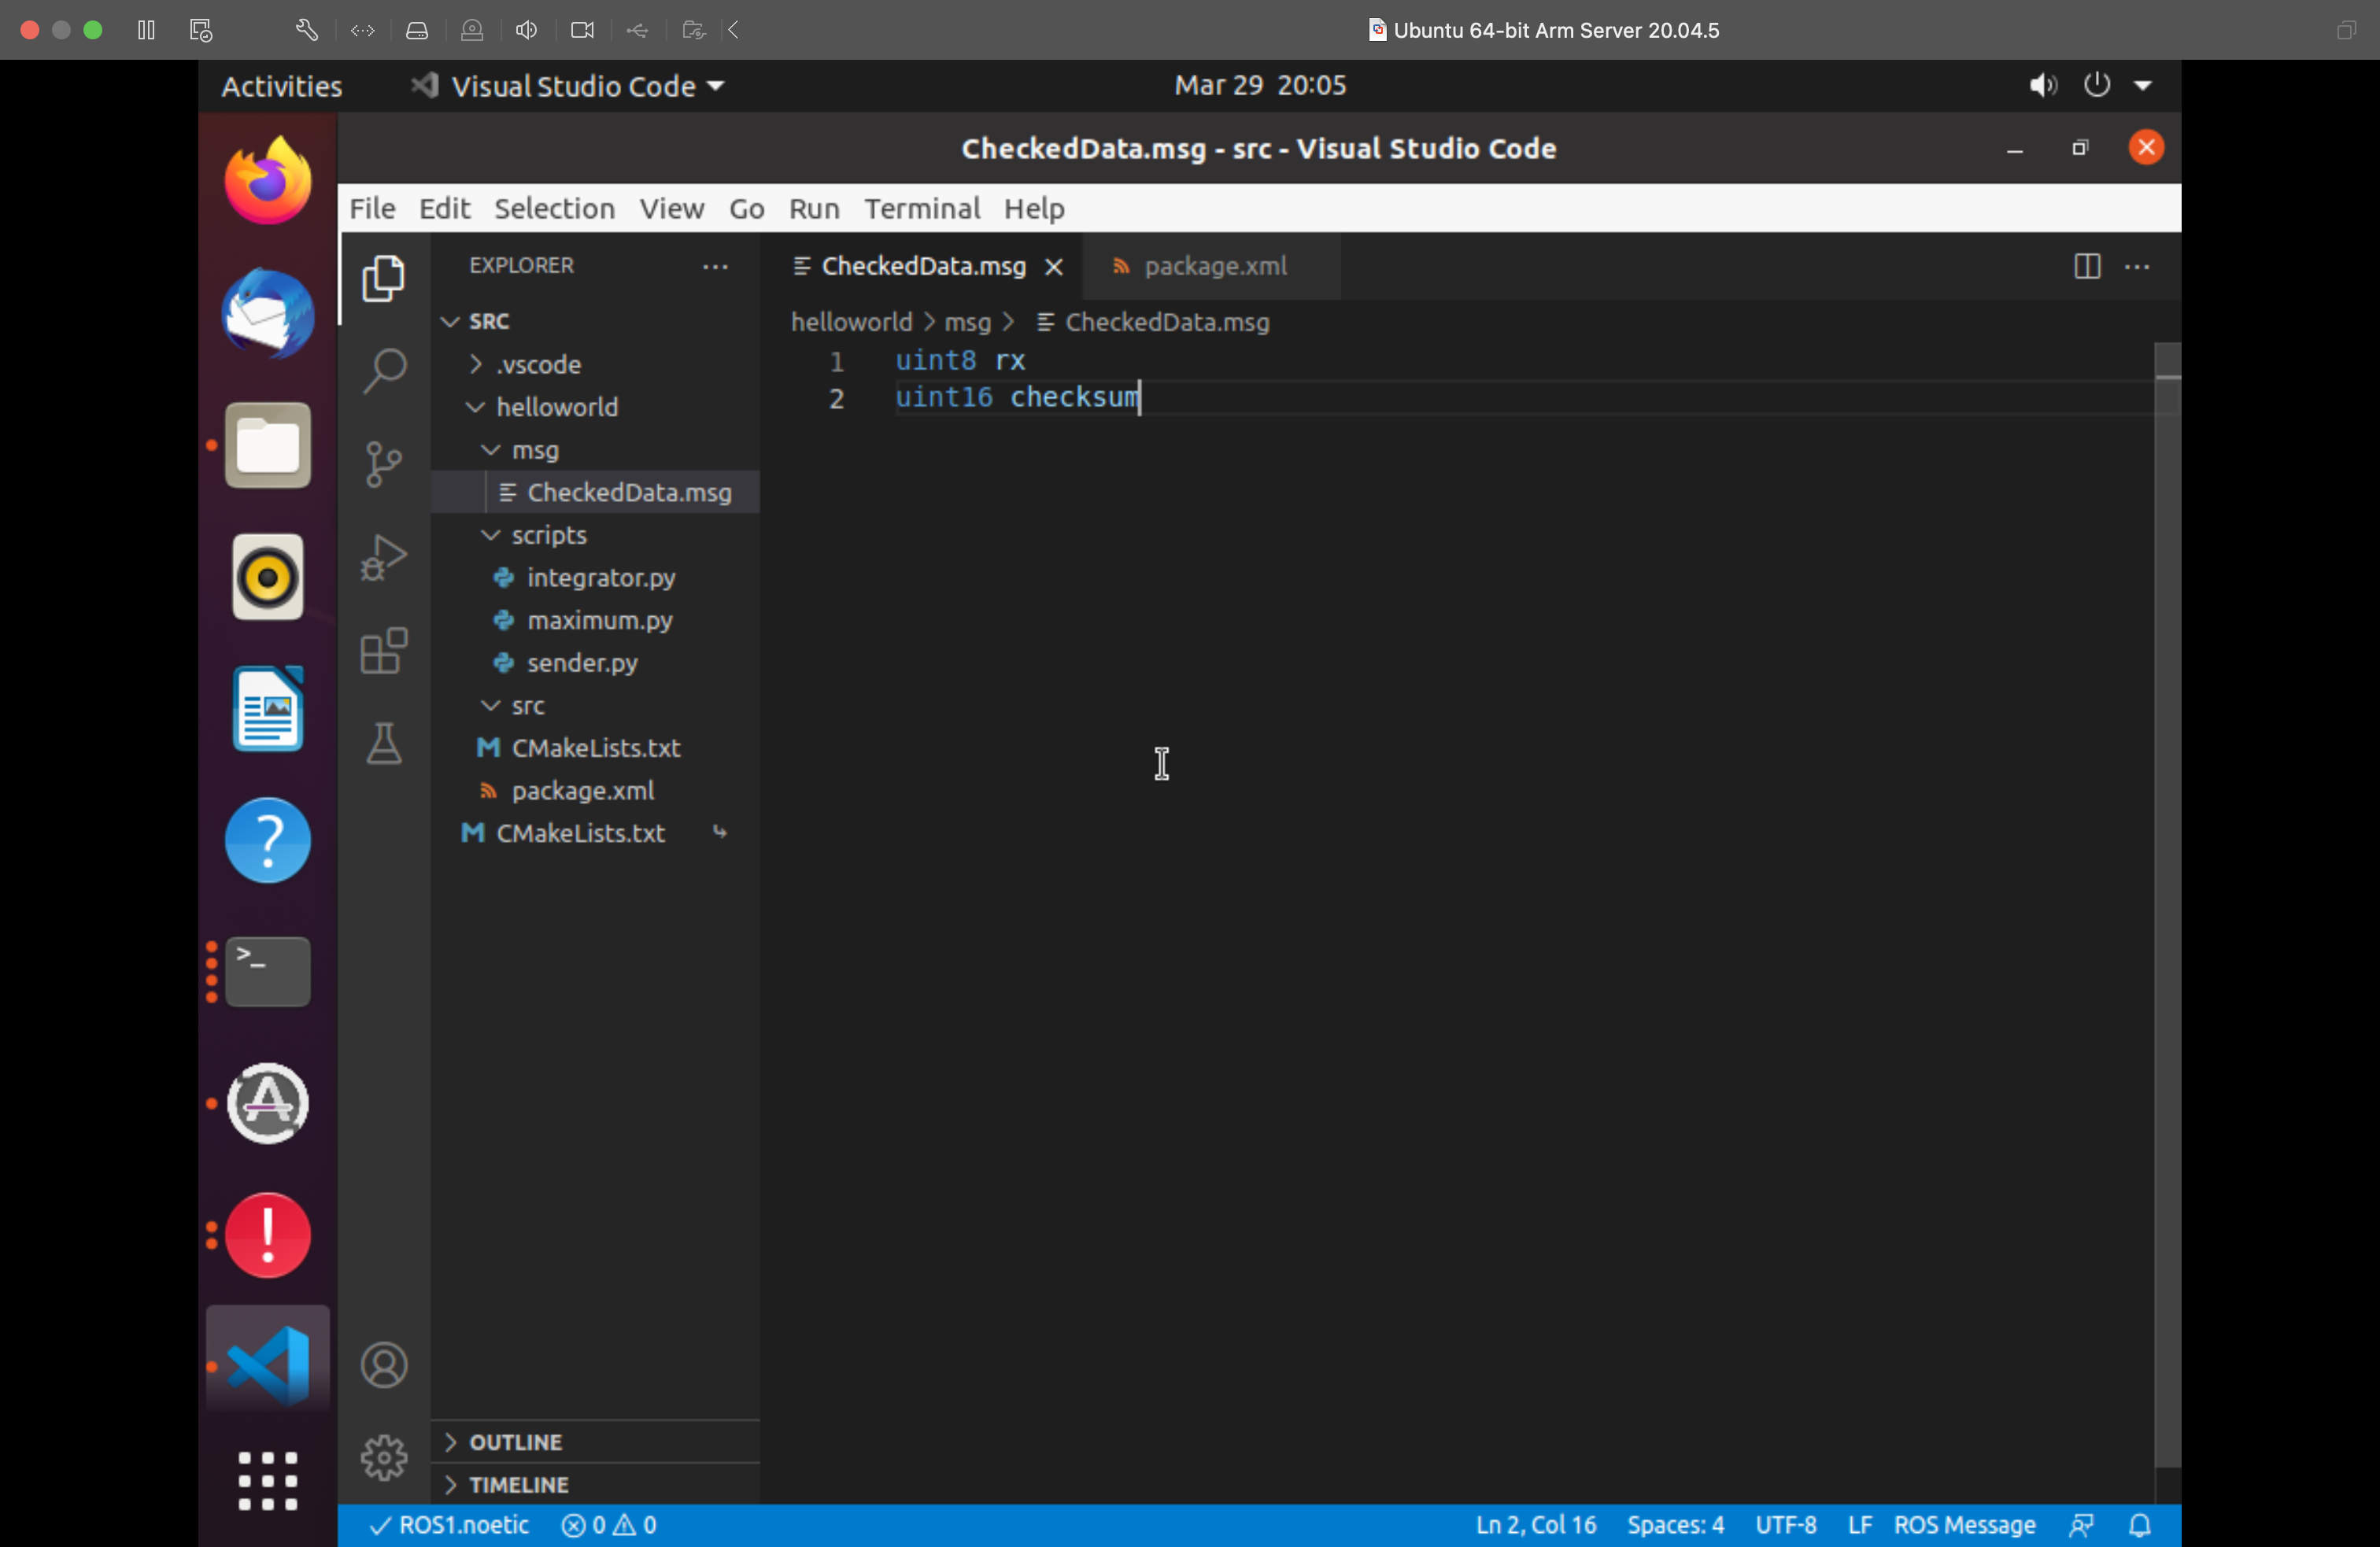 Ubuntu 64-bit Arm Server 20.04.5
Activities Visual Studio Code Mar 29 20:05
CheckedData.msg - src - Visual Studio Code
File Edit Selection View Go Run Terminal Help
EXPLORER
CheckedData.msg package.xml
SRC
helloworld > msg > CheckedData.msg
.vscode
helloworld
msg
CheckedData.msg
scripts
integrator.py
maximum.py
sender.py
src
CMakeLists.txt
package.xml
CMakeLists.txt
1 uint8 rx
2 uint16 checksum
OUTLINE
TIMELINE
ROS1.noetic 0 0 Ln 2, Col 16 Spaces: 4 UTF-8 LF ROS Message